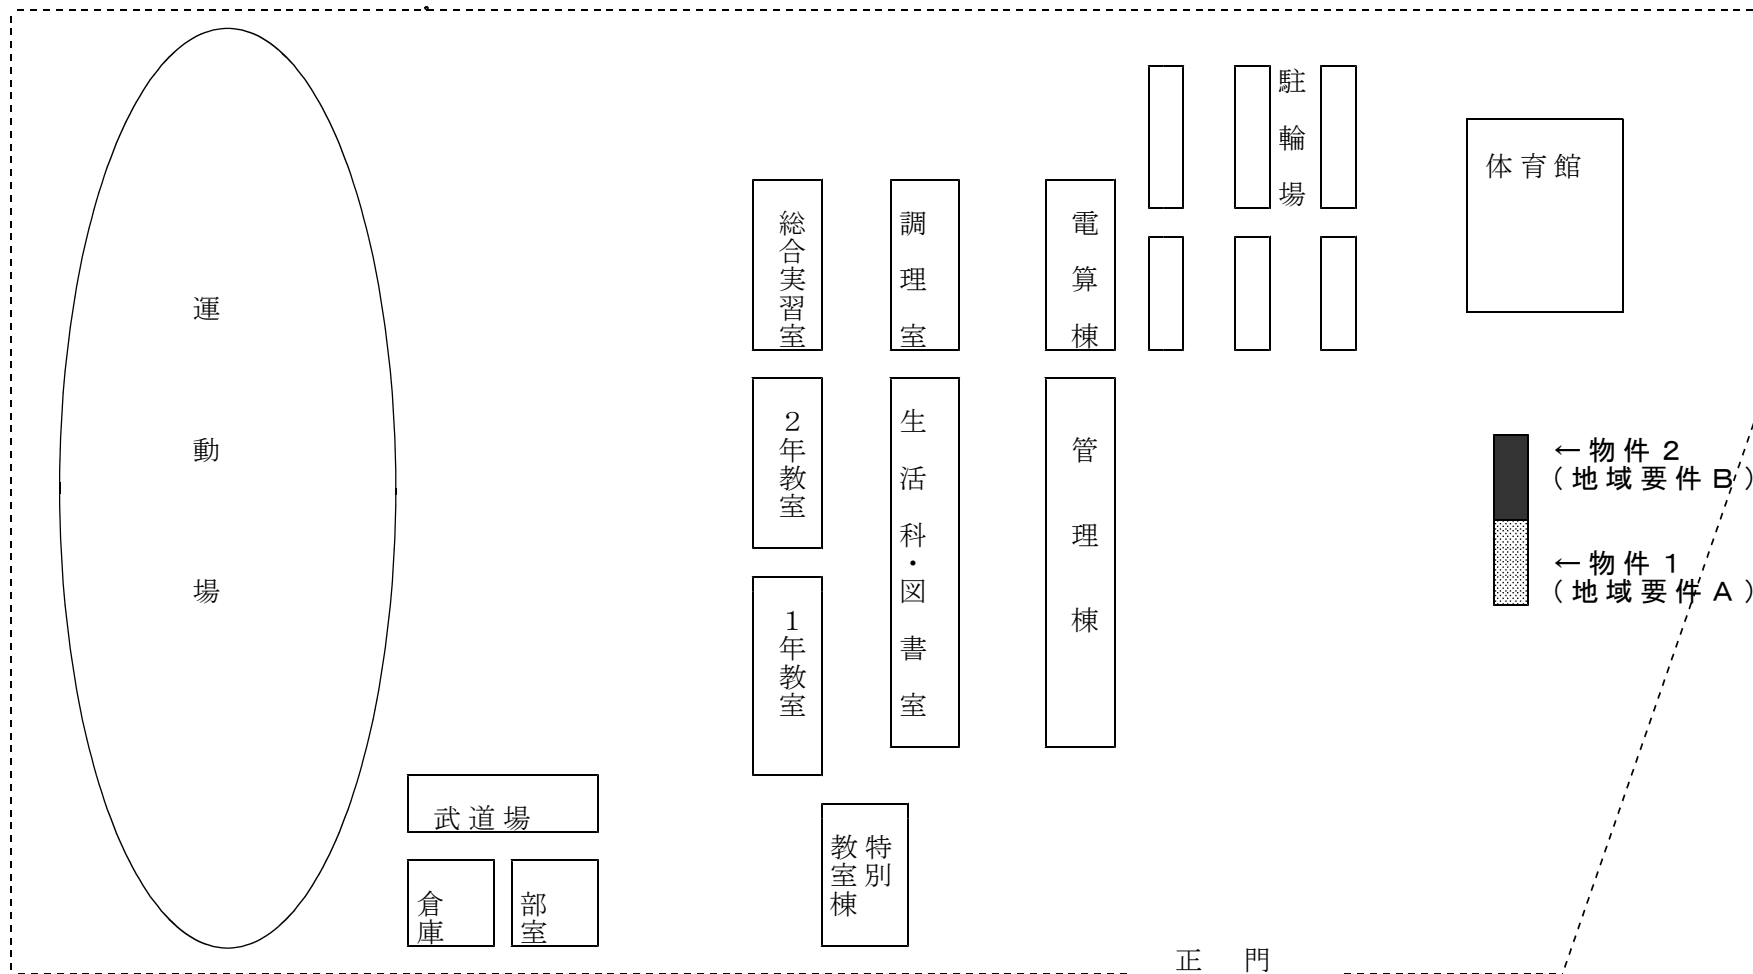 駐輪場
体育館
総合実習室
調理室
電算棟
運動場
２年教室
生活科・図書室
管理棟
←物件２
（地域要件Ｂ）
←物件１
（地域要件Ａ）
１年教室
武道場
特別
教室棟
倉庫
部室
正　門